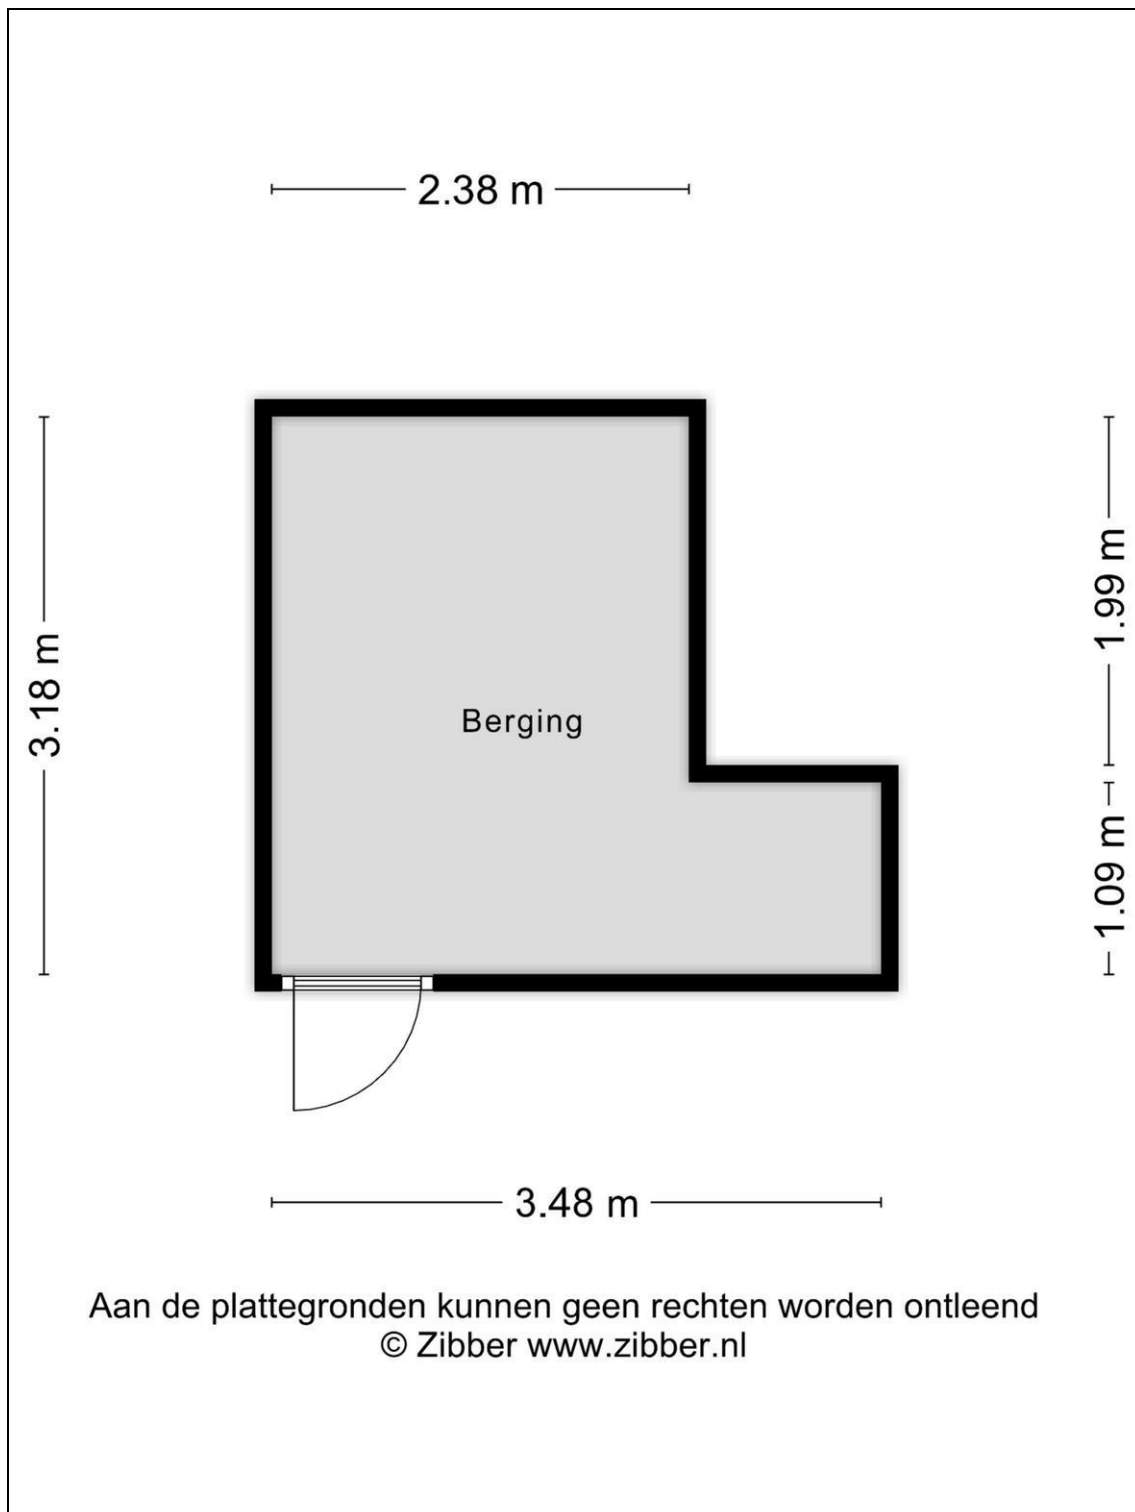 2.38 m
3.18 m
1.99 m
Berging
1.09 m
3.48 m
Aan de plattegronden kunnen geen rechten worden ontleend
© Zibber www.zibber.nl